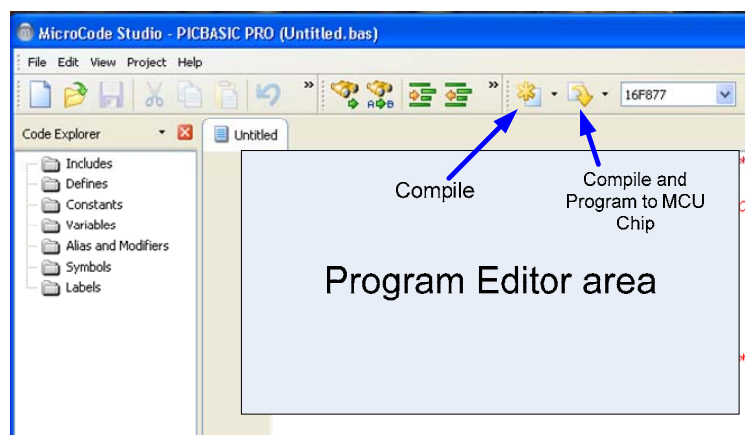 MicroCode Studio - PICBASIC PRO (Untitled.bas)
File Edit View Project Help
16F877
Code Explorer
Untitled
Includes
Defines
Constants
Variables
Alias and Modifiers
Symbols
Labels
Compile
Compile and
Program to MCU
Chip
Program Editor area